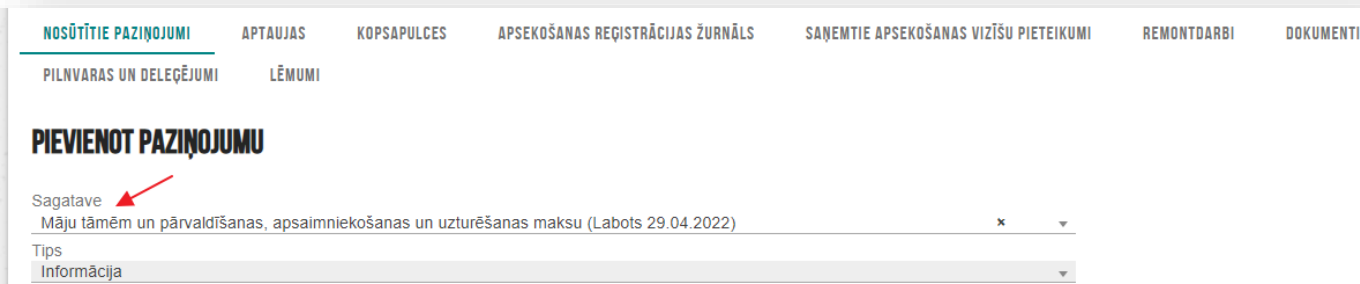 NOSŪTĪTIE PAZIŅOJUMI APTAUJAS KOPSAPULCES APSEKOŠANAS REĢISTRĀCIJAS ŽURNĀLS SAŅEMTIE APSEKOŠANAS VIZĪŠU PIETEIKUMI REMONTDARBI DOKUMENTI
PILNVARAS UN DELEĢĒJUMI LĒMUMI
PIEVIENOT PAZIŅOJUMU
Sagatave
Māju tāmēm un pārvaldīšanas, apsaimniekošanas un uzturēšanas maksu (Labots 29.04.2022)
Tips
Informācija